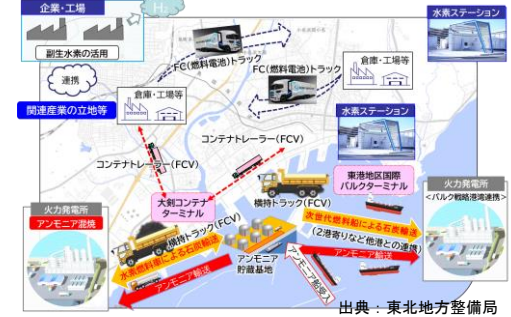 企業・工場
H₂
副生水素の活用
連携
関連産業の立地等
倉庫・工場等
FC(燃料電池)トラック
FC(燃料電池)トラック
倉庫・工場等
水素ステーション
水素ステーション
コンテナトレーラー(FCV)
コンテナトレーラー(FCV)
大剣コンテナ
ターミナル
東港地区国際
バルクターミナル
横持トラック(FCV)
横持トラック(FCV)
火力発電所
アンモニア混焼
火力発電所
<バルク戦略港湾連携>
次世代燃料船による石炭輸送
(2港寄りなど他港との連携)
水素燃料車による石炭輸送
アンモニア輸送
アンモニア輸送
アンモニア
貯蔵基地
アンモニア船受入
出典：東北地方整備局